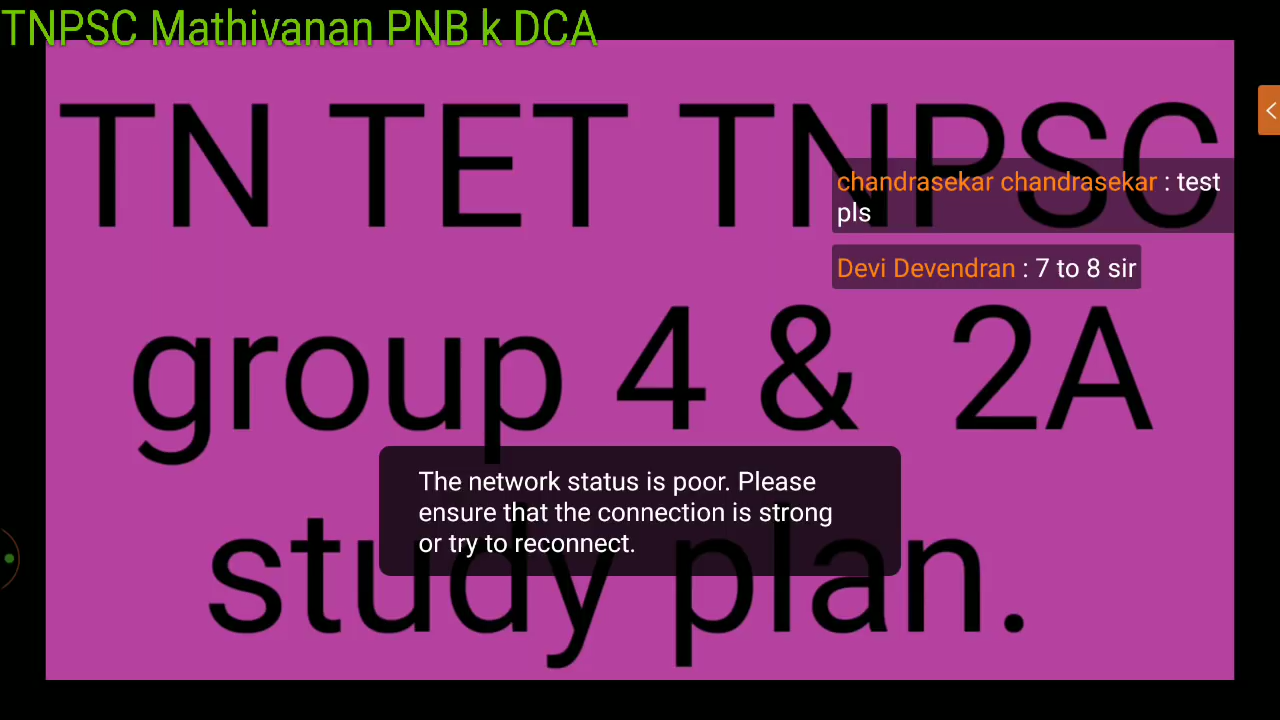 TNPSC Mathivanan PNB k DCA
TN TET TNPSC
chandrasekar chandrasekar : test
pls
Devi Devendran : 7 to 8 sir
group 4 & 2A
The network status is poor. Please
ensure that the connection is strong
or try to reconnect.
study plan.